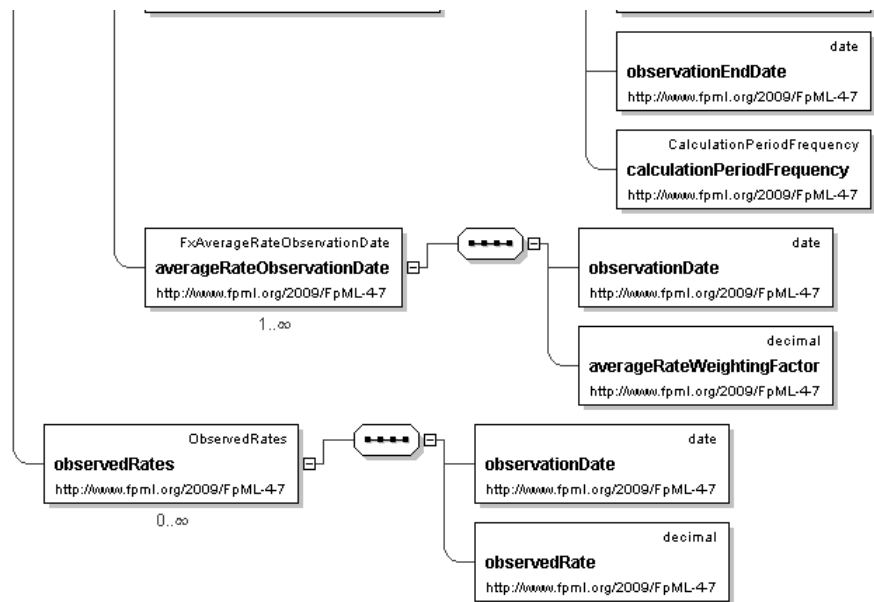 date
observationEndDate
http://www.fpml.org/2009/FpML-4-7
CalculationPeriodFrequency
calculationPeriodFrequency
http://www.fpml.org/2009/FpML-4-7
FxAverageRateObservationDate
averageRateObservationDate
http://www.fpml.org/2009/FpML-4-7
1..∞
date
observationDate
http://www.fpml.org/2009/FpML-4-7
decimal
averageRateWeightingFactor
http://www.fpml.org/2009/FpML-4-7
ObservedRates
observedRates
http://www.fpml.org/2009/FpML-4-7
0..∞
date
observationDate
http://www.fpml.org/2009/FpML-4-7
decimal
observedRate
http://www.fpml.org/2009/FpML-4-7